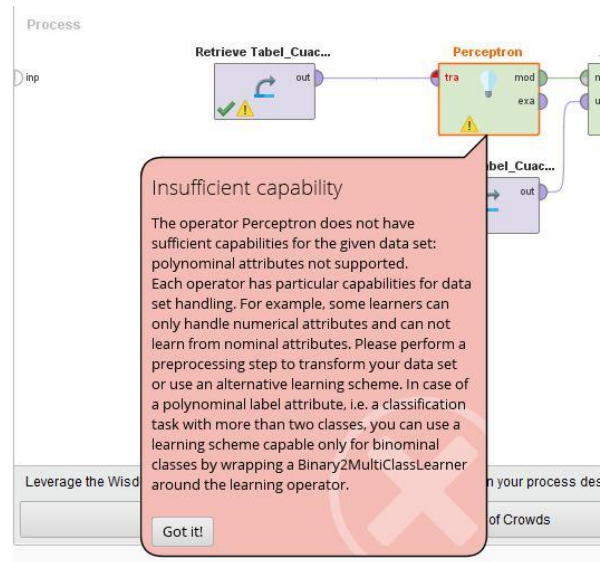 Process
Retrieve Tabel_Cuac...
Perceptron
inp
out
tra
mod
exa
bel_Cuac...
out
Insufficient capability
The operator Perceptron does not have
sufficient capabilities for the given data set:
polynominal attributes not supported.
Each operator has particular capabilities for data
set handling. For example, some learners can
only handle numerical attributes and can not
learn from nominal attributes. Please perform a
preprocessing step to transform your data set
or use an alternative learning scheme. In case of
a polynominal label attribute, i.e. a classification
task with more than two classes, you can use a
learning scheme capable only for binominal
classes by wrapping a Binary2MultiClassLearner
around the learning operator.
Got it!
Leverage the Wisd
n your process des
of Crowds